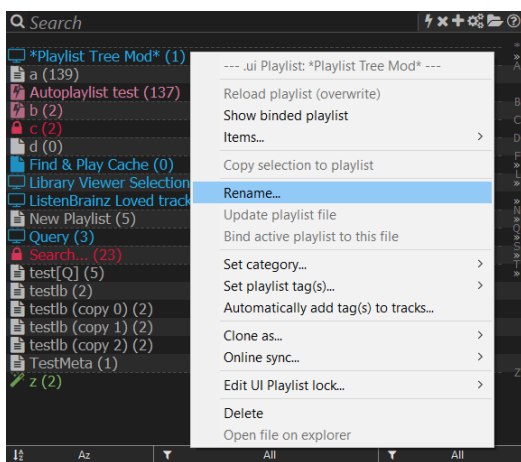 Search
*Playlist Tree Mod* (1)
a (139)
Autoplaylist test (137)
b (2)
c (2)
d (0)
Find & Play Cache (0)
Library Viewer Selection
ListenBrainz Loved track
New Playlist (5)
Query (3)
Search... (23)
test[Q] (5)
testlb (2)
testlb (copy 0) (2)
testlb (copy 1) (2)
testlb (copy 2) (2)
TestMeta (1)
z (2)
--- .ui Playlist: *Playlist Tree Mod* ---
Reload playlist (overwrite)
Show binded playlist
Items...
Copy selection to playlist
Rename...
Update playlist file
Bind active playlist to this file
Set category...
Set playlist tag(s)...
Automatically add tag(s) to tracks...
Clone as...
Online sync...
Edit UI Playlist lock...
Delete
Open file on explorer
A
B
C
D
F
L
N
Q
S
T
Z
Az
All
All